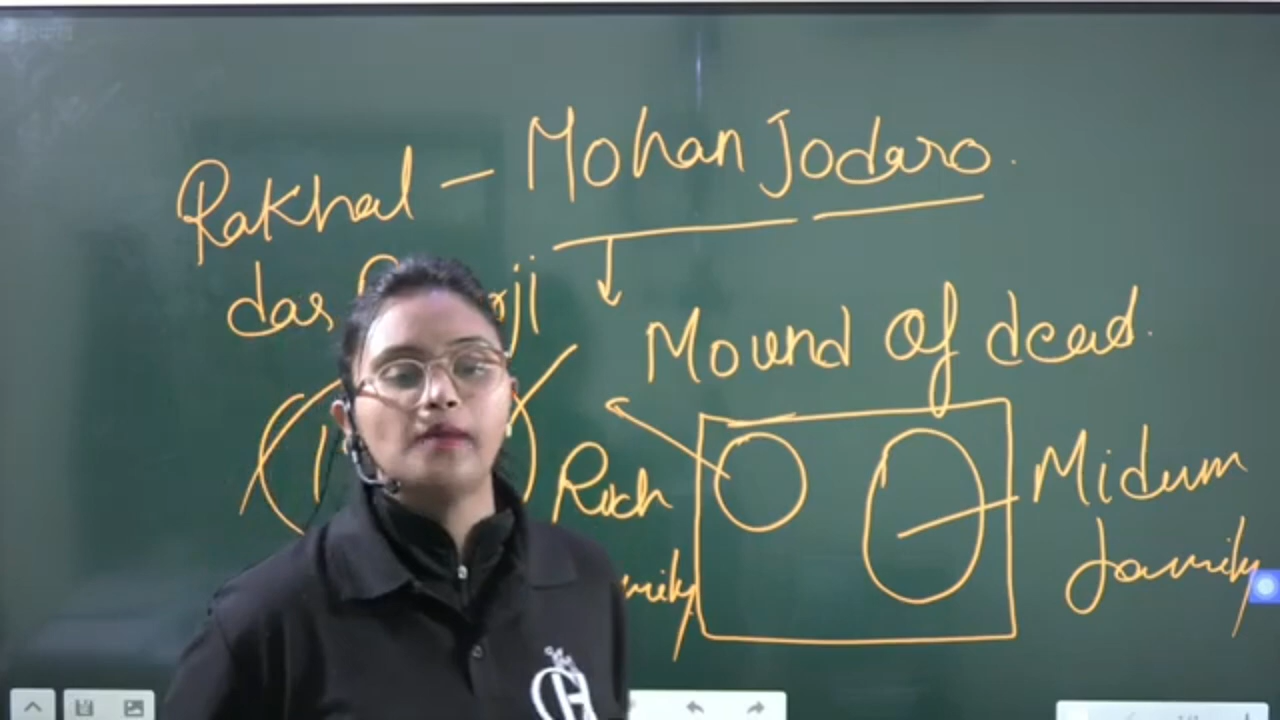 Rakhal – Mohan Jodaro.
das
Mound Of dead.
Rich
Midum
family